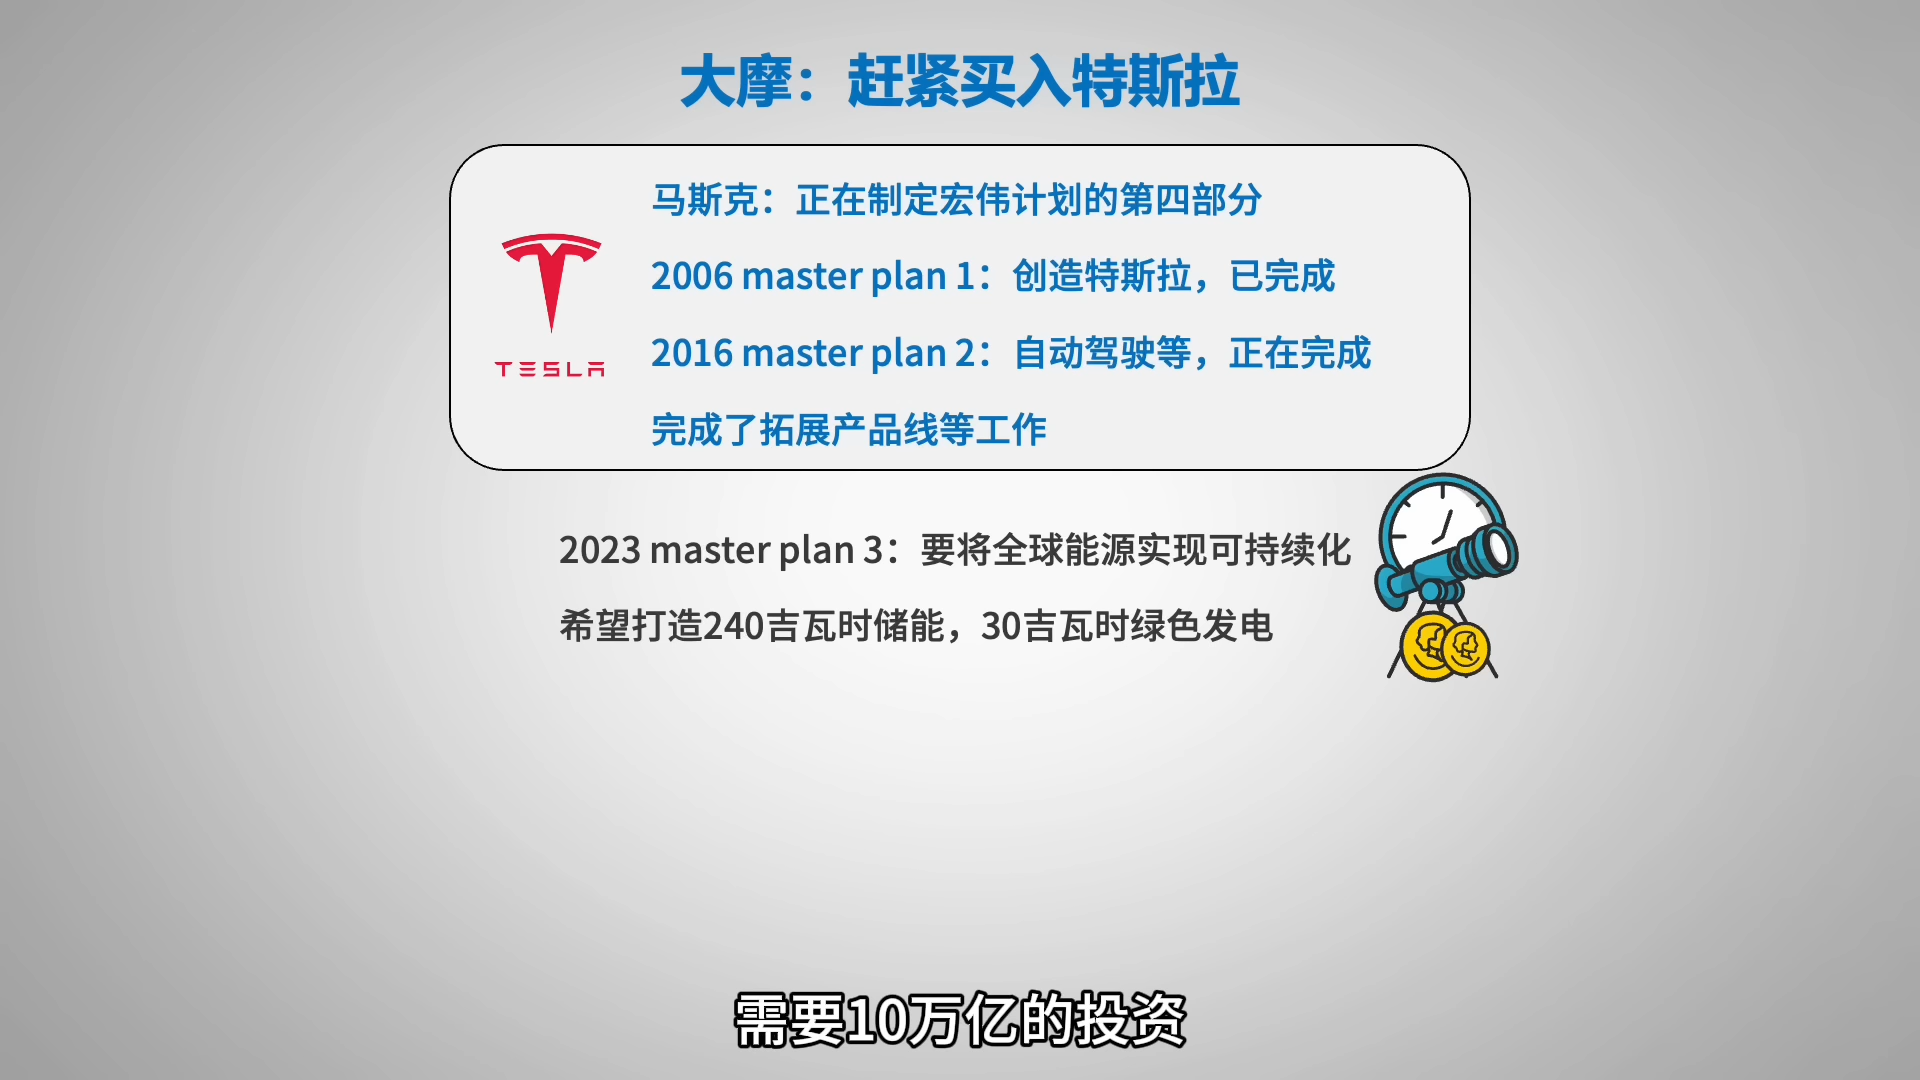 大摩：赶紧买入特斯拉
马斯克：正在制定宏伟计划的第四部分
2006 master plan 1：创造特斯拉，已完成
2016 master plan 2：自动驾驶等，正在完成
完成了拓展产品线等工作
TESLA
2023 master plan 3：要将全球能源实现可持续化
希望打造240吉瓦时储能，30吉瓦时绿色发电
需要10万亿的投资